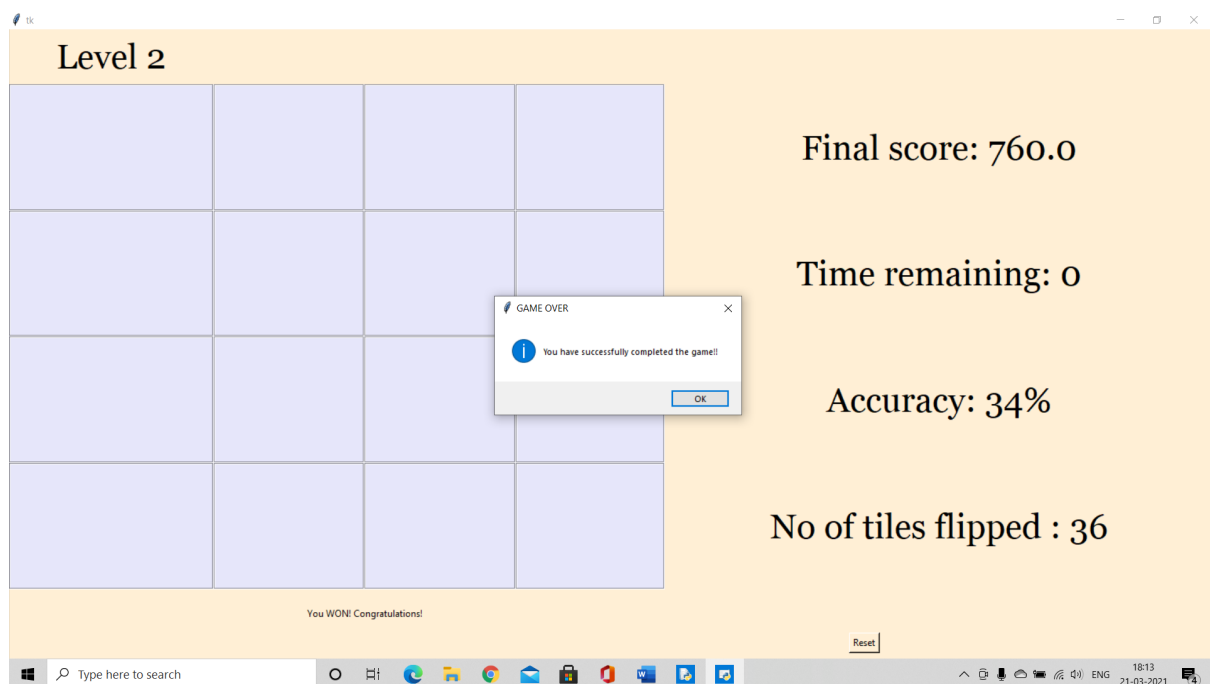 tk
Level 2
Final score: 760.0
Time remaining: 0
GAME OVER
You have successfully completed the game!!
OK
Accuracy: 34%
No of tiles flipped : 36
You WON! Congratulations!
Reset
Type here to search
ENG
18:13
21-03-2021
4